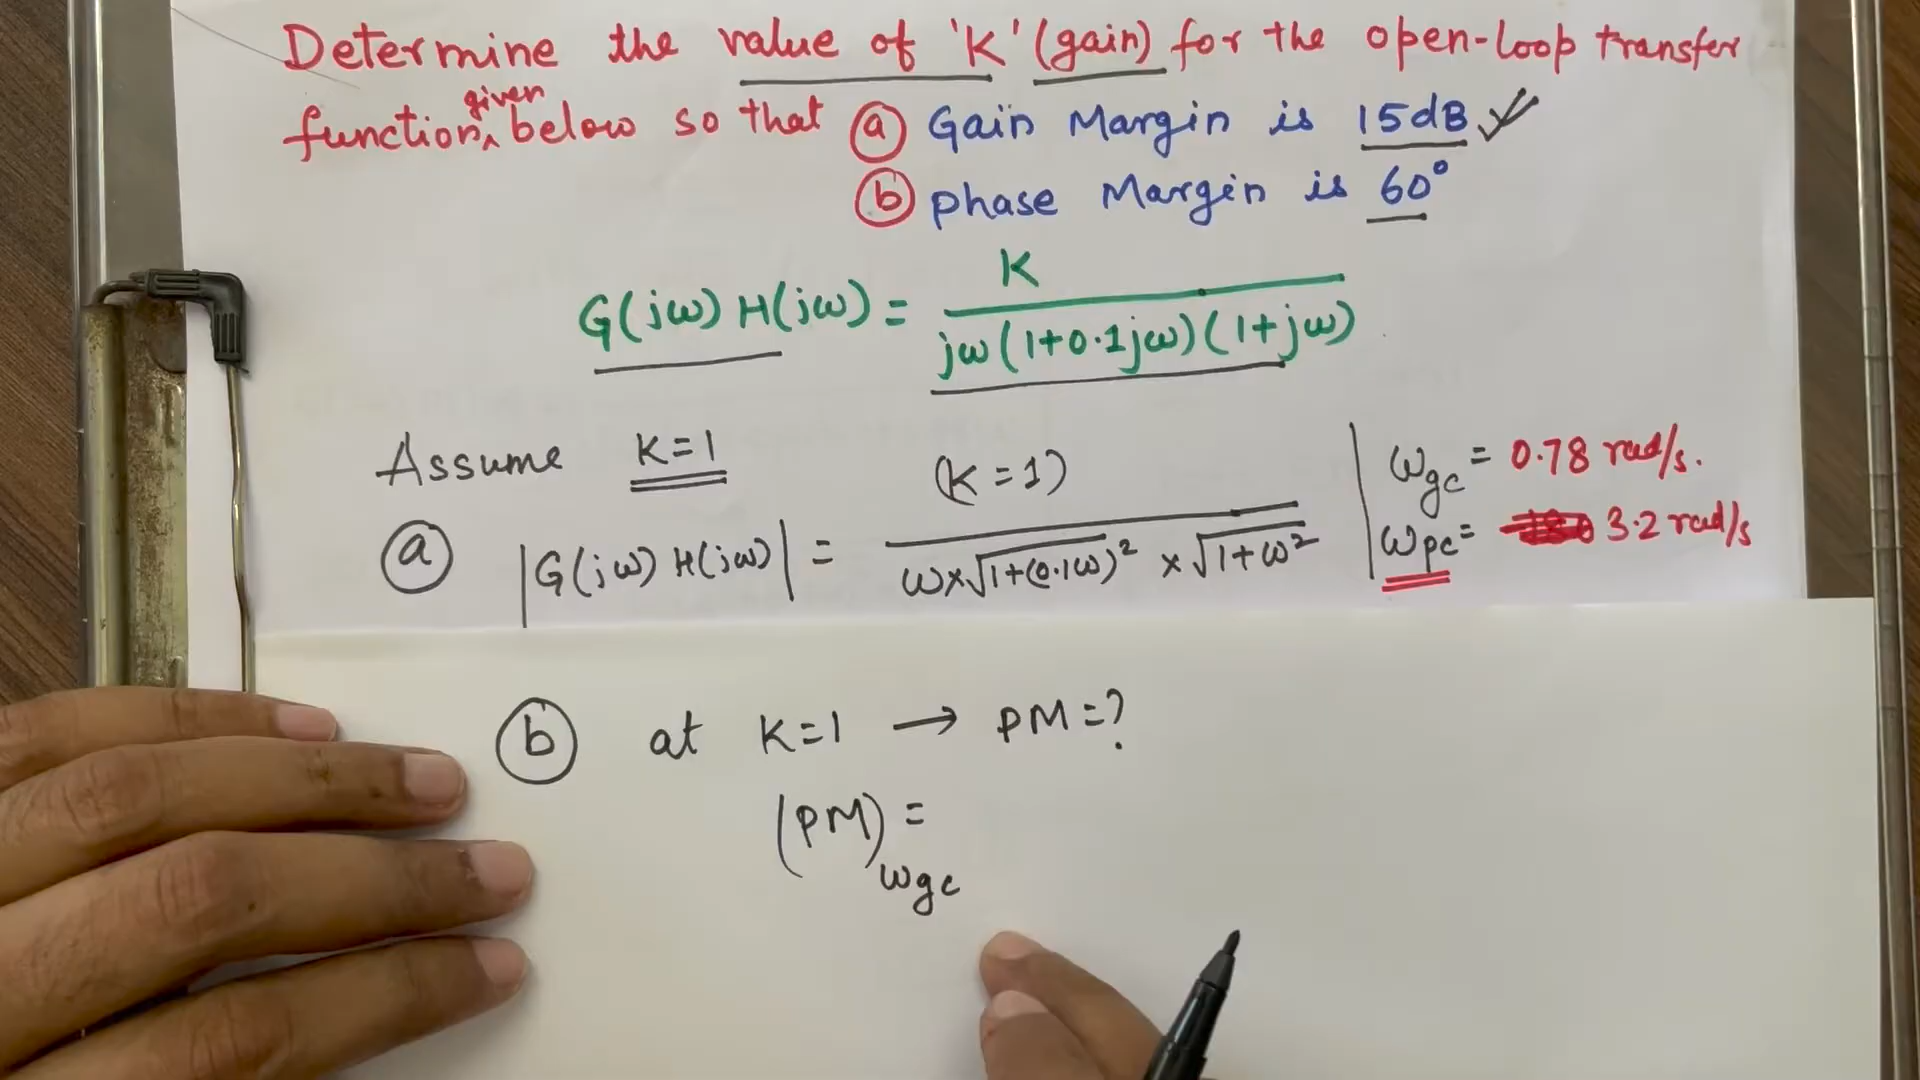 Determine the value of 'K' (gain) for the open-loop transfer
function given below so that (a) Gain Margin is 15dB ✓
(b) phase Margin is 60°
G(jω) H(jω) = K / jω(1+0.1jω)(1+jω)
Assume K=1
(a) |G(jω) H(jω)| = (K=1) / ω×√1+(0.1ω)² × √1+ω²
ωgc = 0.78 rad/s.
ωpc = 3.2 rad/s
(b) at K=1 → PM=?
(PM)ωgc =